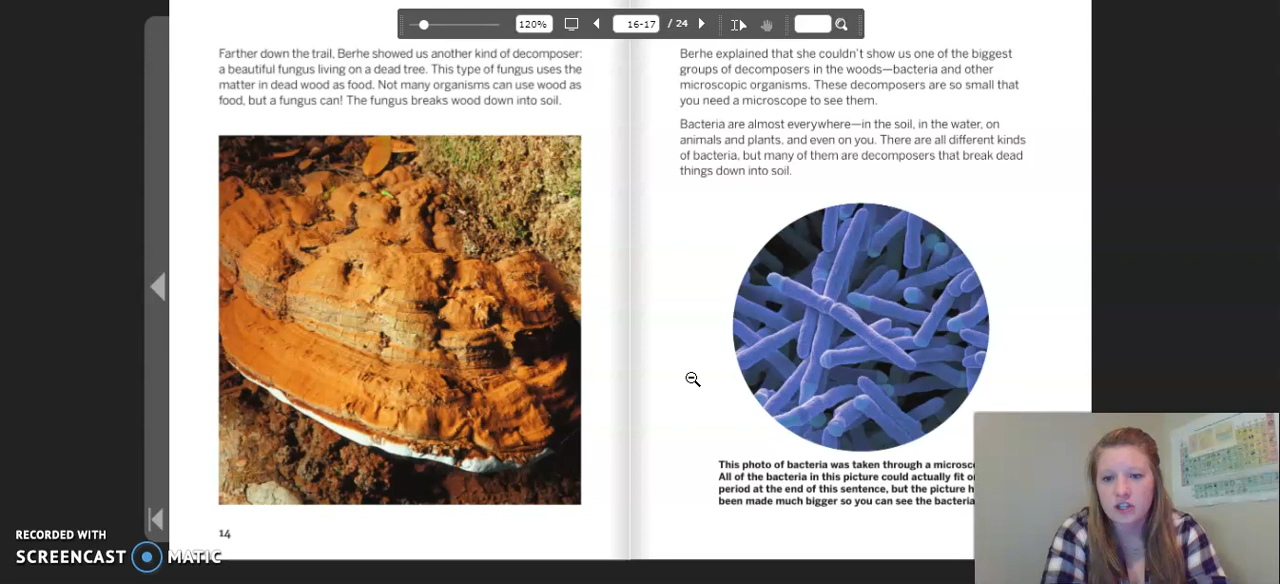 120%
16-17 / 24
Farther down the trail, Berhe showed us another kind of decomposer:
a beautiful fungus living on a dead tree. This type of fungus uses the
matter in dead wood as food. Not many organisms can use wood as
food, but a fungus can! The fungus breaks wood down into soil.
14
Berhe explained that she couldn't show us one of the biggest
groups of decomposers in the woods—bacteria and other
microscopic organisms. These decomposers are so small that
you need a microscope to see them.
Bacteria are almost everywhere—in the soil, in the water, on
animals and plants, and even on you. There are all different kinds
of bacteria, but many of them are decomposers that break dead
things down into soil.
This photo of bacteria was taken through a microsc
All of the bacteria in this picture could actually fit o
period at the end of this sentence, but the picture h
been made much bigger so you can see the bacteria
RECORDED WITH
SCREENCAST MATIC